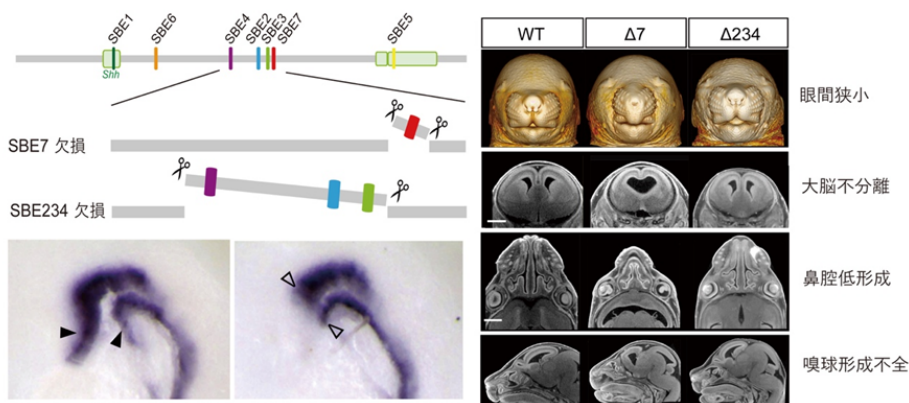 SBE1
SBE6
SBE4
SBE2
SBE3
SBE7
SBE5
Shh
SBE7 欠損
SBE234 欠損
WT
Δ7
Δ234
眼間狭小
大脳不分離
鼻腔低形成
嗅球形成不全